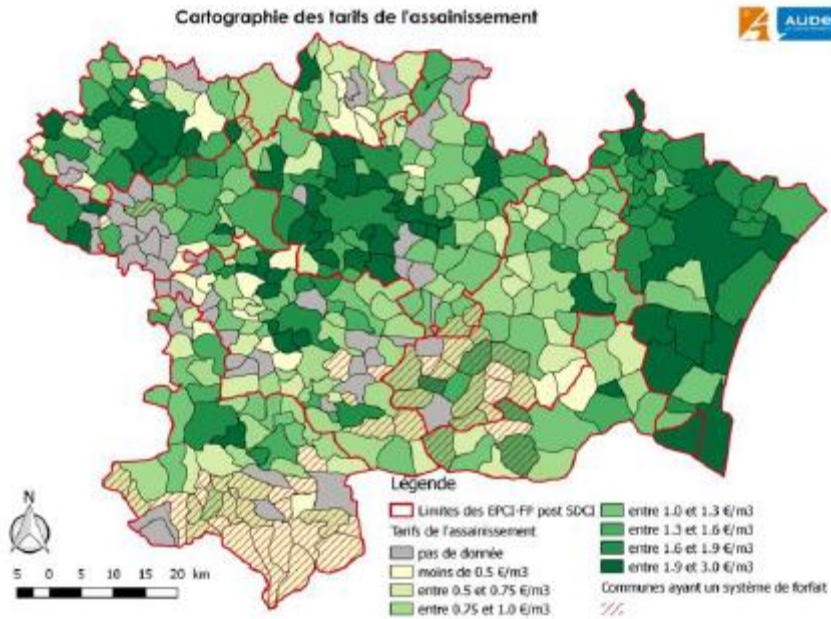 Cartographie des tarifs de l'assainissement
AUDE
N
5 0 5 10 15 20 km
Légende
Limites des EPCI-FP post SDCI
Tarifs de l'assainissement
pas de donnée
moins de 0.5 €/m3
entre 0.5 et 0.75 €/m3
entre 0.75 et 1.0 €/m3
entre 1.0 et 1.3 €/m3
entre 1.3 et 1.6 €/m3
entre 1.6 et 1.9 €/m3
entre 1.9 et 3.0 €/m3
Communes ayant un système de forfait